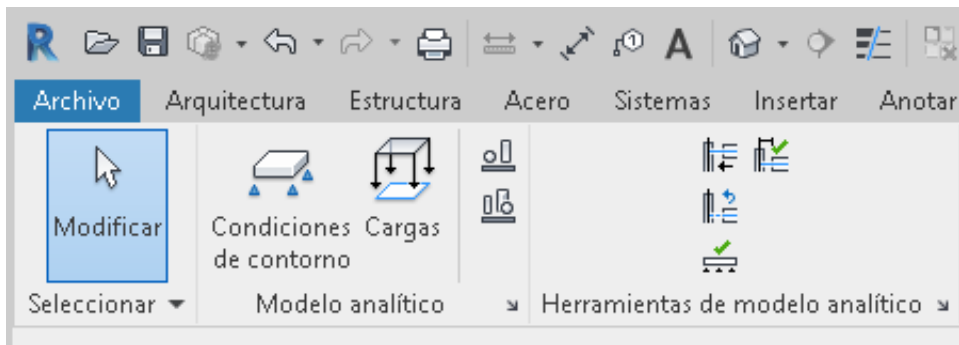 R
1 A
Archivo Arquitectura Estructura Acero Sistemas Insertar Anotar
Modificar
Condiciones de contorno
Cargas
Seleccionar Modelo analítico Herramientas de modelo analítico